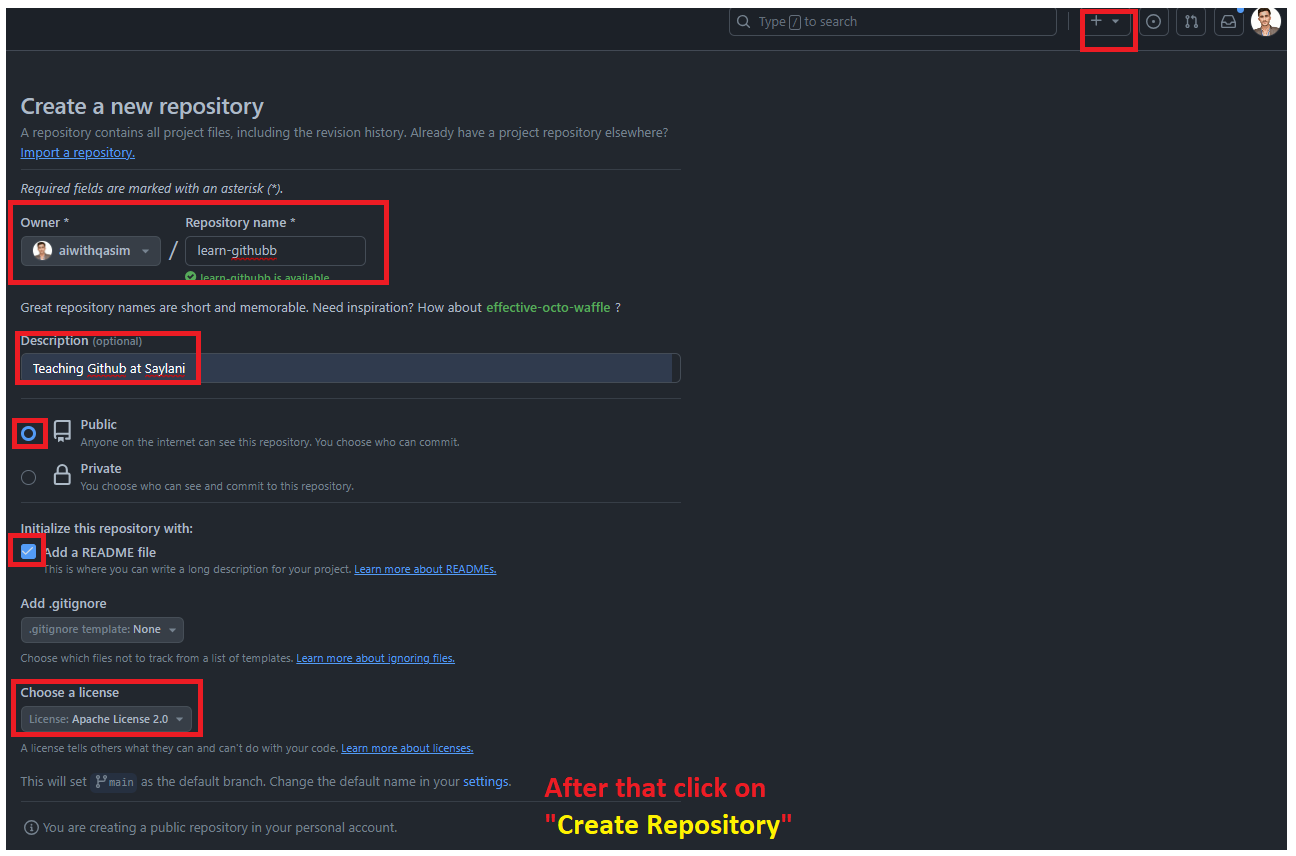 Type / to search
Create a new repository
A repository contains all project files, including the revision history. Already have a project repository elsewhere?
Import a repository.
Required fields are marked with an asterisk (*).
Owner * Repository name *
aiwithqasim / learn-githubb
learn-githubb is available
Great repository names are short and memorable. Need inspiration? How about effective-octo-waffle ?
Description (optional)
Teaching Github at Saylani
Public
Anyone on the internet can see this repository. You choose who can commit.
Private
You choose who can see and commit to this repository.
Initialize this repository with:
Add a README file
This is where you can write a long description for your project. Learn more about READMEs.
Add .gitignore
.gitignore template: None
Choose which files not to track from a list of templates. Learn more about ignoring files.
Choose a license
License: Apache License 2.0
A license tells others what they can and can't do with your code. Learn more about licenses.
This will set main as the default branch. Change the default name in your settings.
After that click on
"Create Repository"
You are creating a public repository in your personal account.